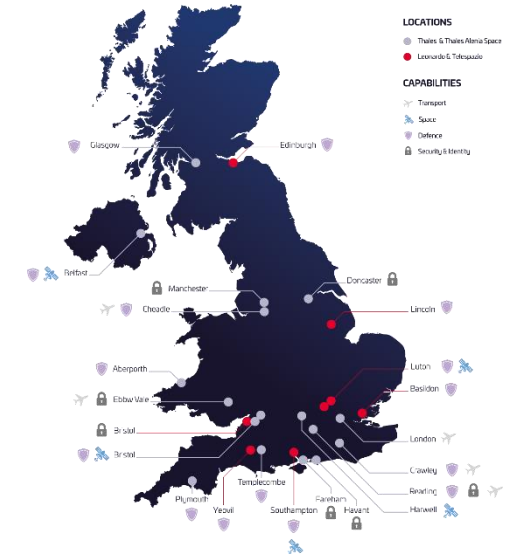 LOCATIONS
Thales & Thales Alenia Space
Leonardo & Telespazio
CAPABILITIES
Transport
Space
Defence
Security & Identity
Glasgow
Edinburgh
Belfast
Manchester
Doncaster
Cheadle
Lincoln
Aberporth
Luton
Ebbw Vale
Basildon
Bristol
London
Bristol
Crawley
Templecombe
Reading
Plymouth
Fareham
Yeovil
Southampton
Havant
Harwell